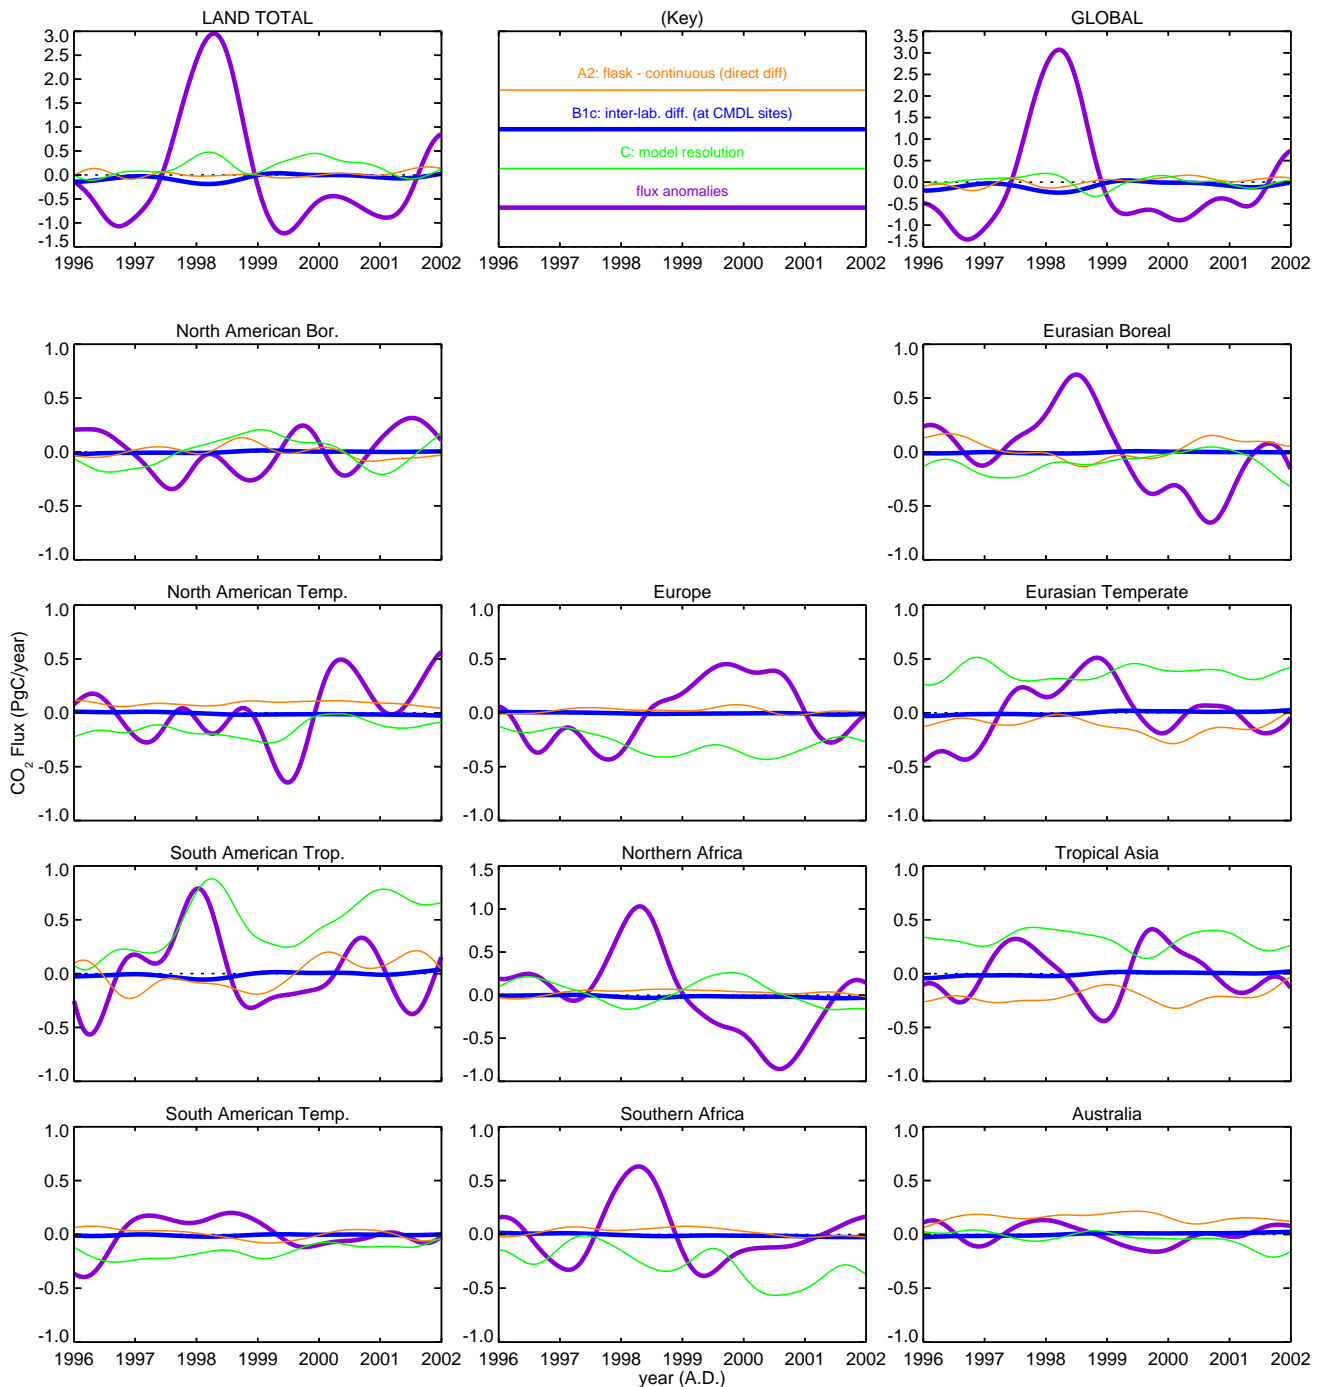 LAND TOTAL
3.0
2.5
2.0
1.5
1.0
0.5
0.0
-0.5
-1.0
-1.5
1996 1997 1998 1999 2000 2001 2002
(Key)
A2: flask - continuous (direct diff)
B1c: inter-lab. diff. (at CMDL sites)
C: model resolution
flux anomalies
1996 1997 1998 1999 2000 2001 2002
GLOBAL
3.5
3.0
2.5
2.0
1.5
1.0
0.5
0.0
-0.5
-1.0
-1.5
1996 1997 1998 1999 2000 2001 2002
North American Bor.
1.0
0.5
0.0
-0.5
-1.0
Eurasian Boreal
1.0
0.5
0.0
-0.5
-1.0
CO2 Flux (PgC/year)
North American Temp.
1.0
0.5
0.0
-0.5
-1.0
Europe
1.0
0.5
0.0
-0.5
-1.0
Eurasian Temperate
1.0
0.5
0.0
-0.5
-1.0
South American Trop.
1.0
0.5
0.0
-0.5
-1.0
Northern Africa
1.5
1.0
0.5
0.0
-0.5
-1.0
Tropical Asia
1.0
0.5
0.0
-0.5
-1.0
South American Temp.
1.0
0.5
0.0
-0.5
-1.0
1996 1997 1998 1999 2000 2001 2002
Southern Africa
1.0
0.5
0.0
-0.5
-1.0
1996 1997 1998 1999 2000 2001 2002
year (A.D.)
Australia
1.0
0.5
0.0
-0.5
-1.0
1996 1997 1998 1999 2000 2001 2002